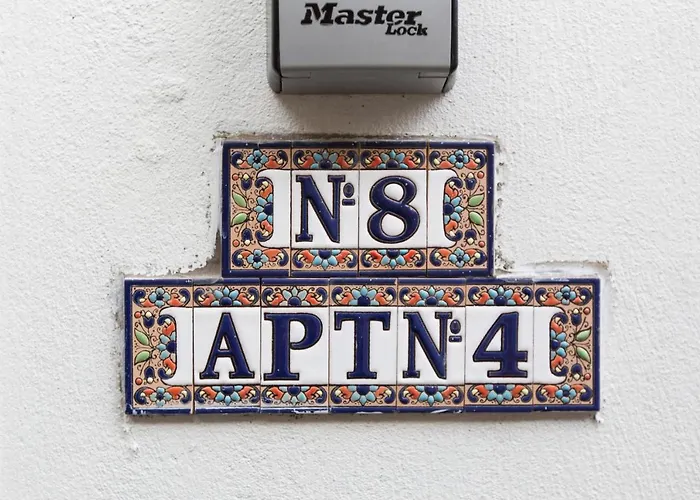 Master
Lock
Nº 8
APT Nº 4